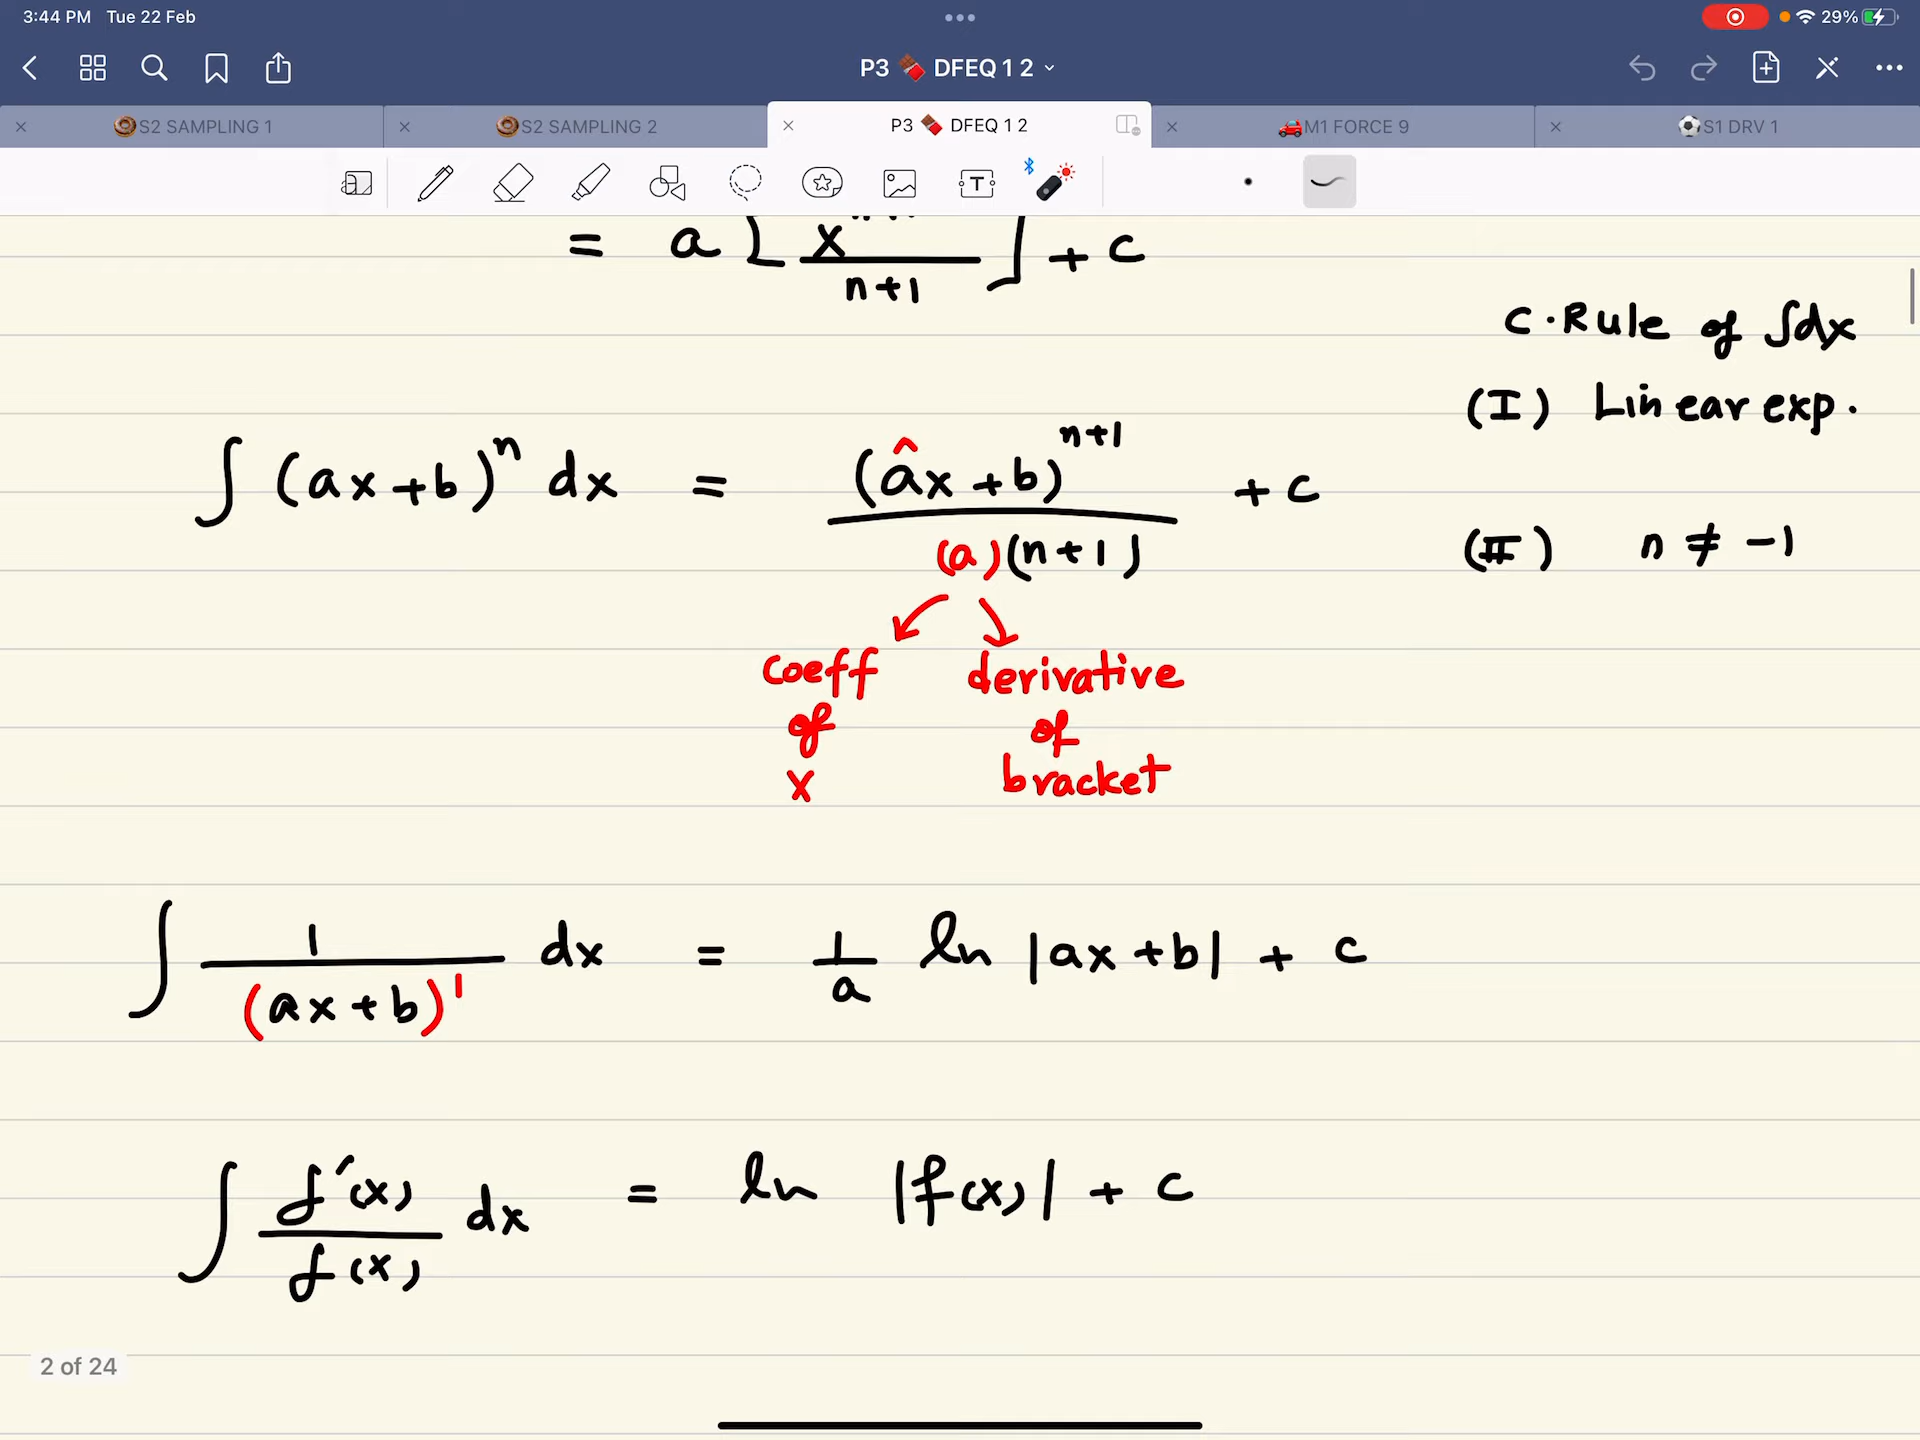 3:44 PM Tue 22 Feb
29%
P3 🍫 DFEQ 1 2
S2 SAMPLING 1
S2 SAMPLING 2
P3 🍫 DFEQ 1 2
M1 FORCE 9
S1 DRV 1
= a [ x^(n+1) / (n+1) ] + c
C.Rule of ∫dx
(I) Linear exp.
∫ (ax+b)^n dx = (ax+b)^(n+1) / (a)(n+1) + c
(II) n ≠ -1
coeff of x
derivative of bracket
∫ 1 / (ax+b)^1 dx = 1/a ln |ax+b| + c
∫ f'(x) / f(x) dx = ln |f(x)| + c
2 of 24